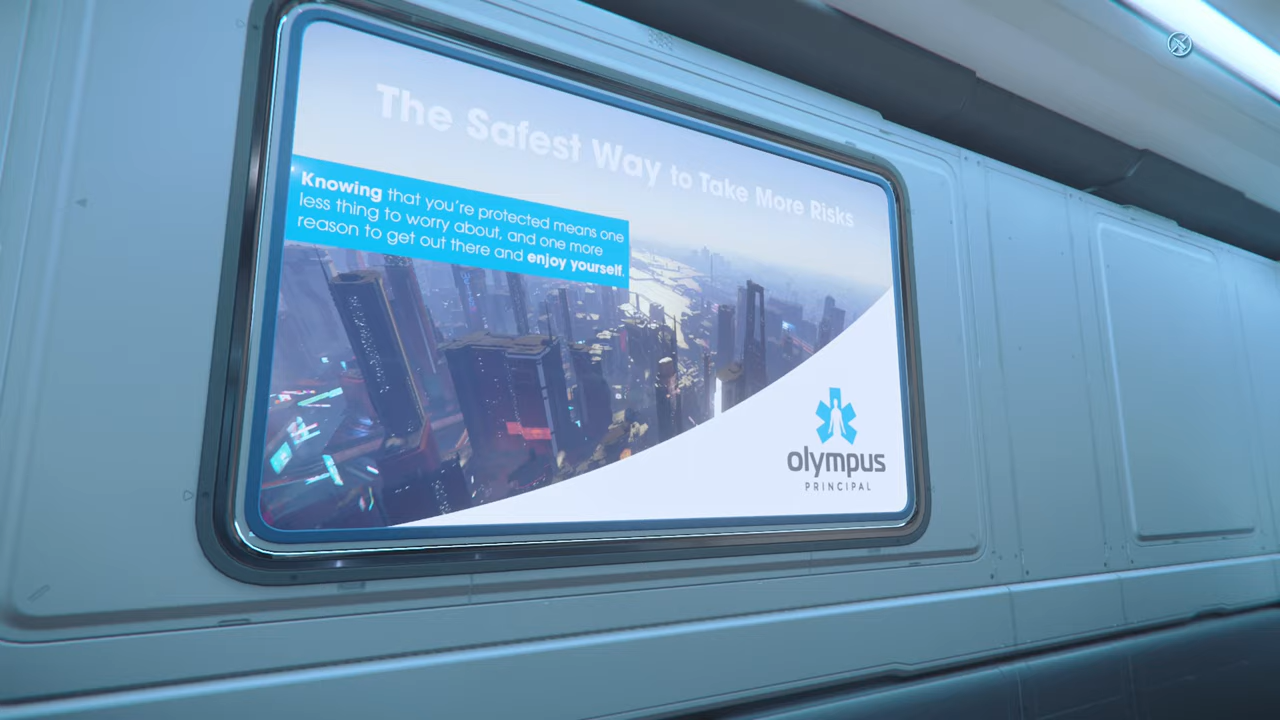 The Safest Way to Take More Risks
Knowing that you're protected means one
less thing to worry about, and one more
reason to get out there and enjoy yourself.
olympus
PRINCIPAL